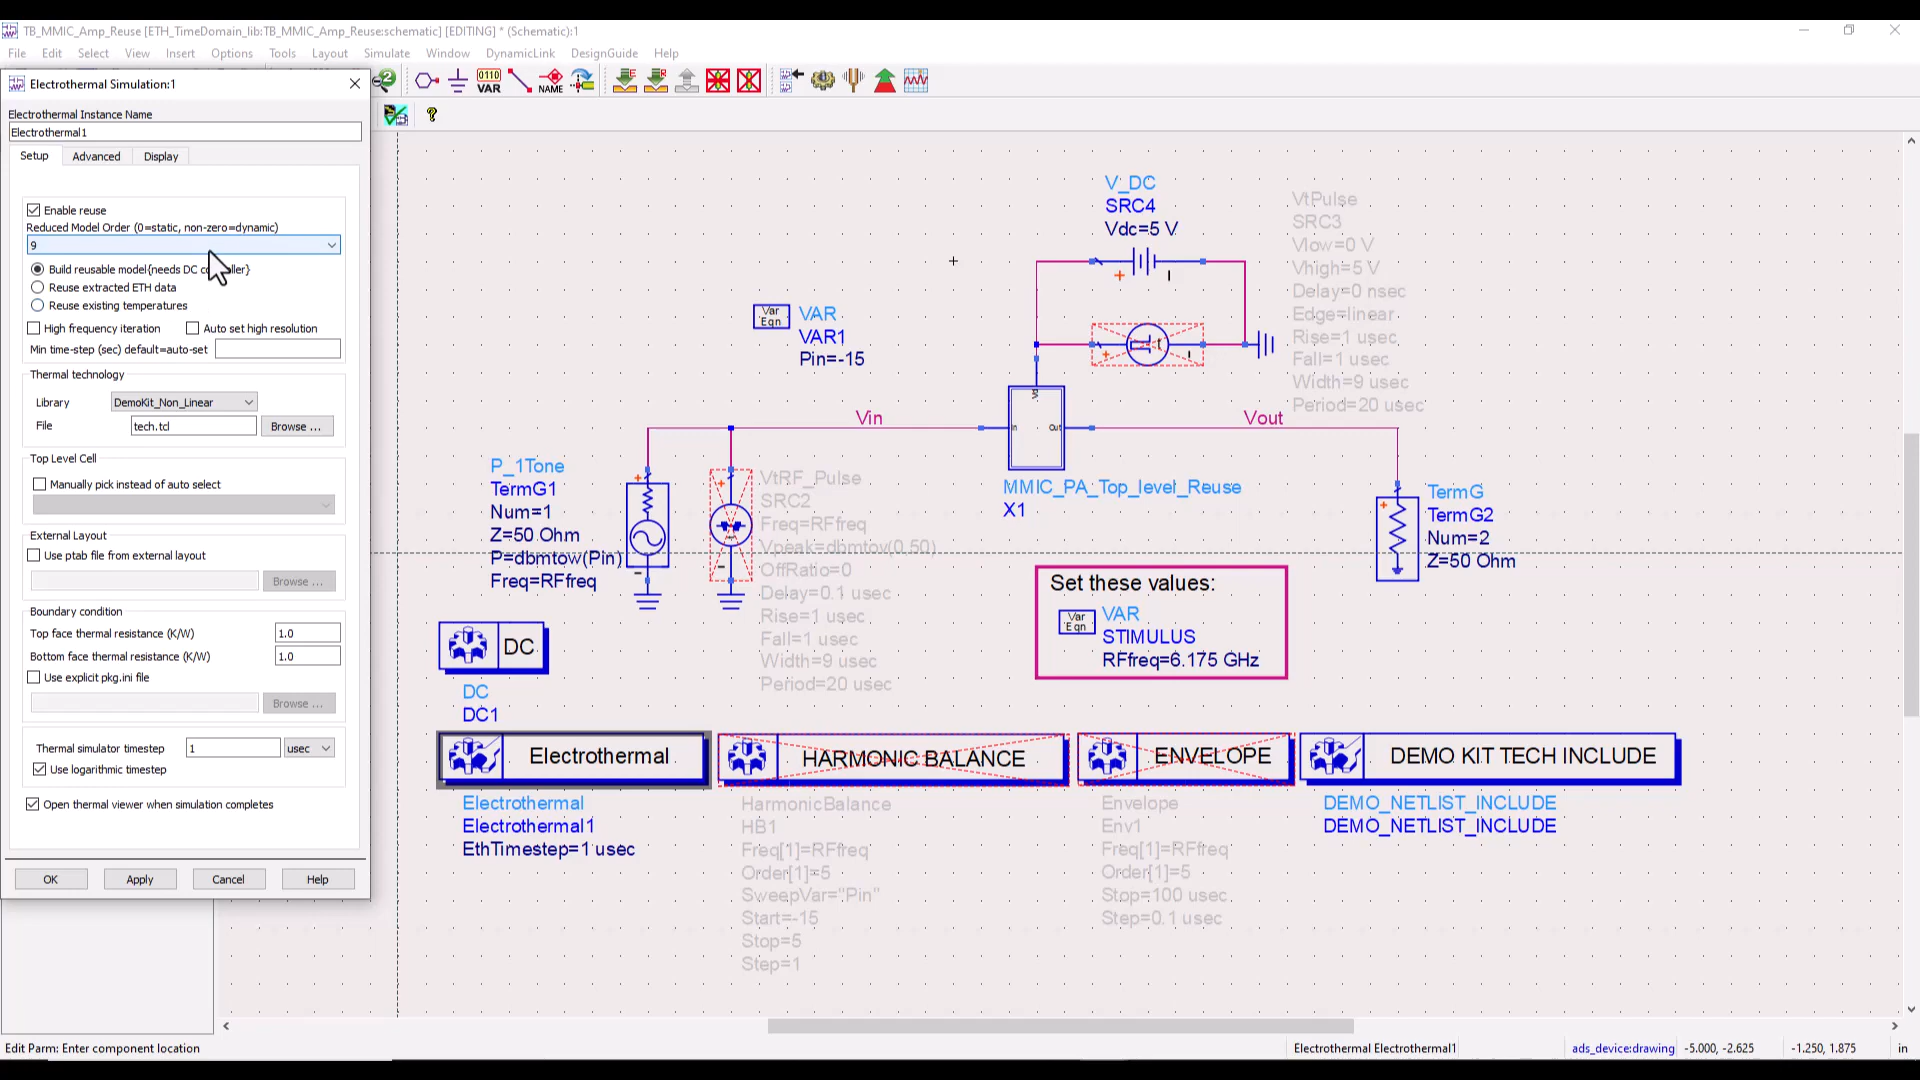 TB_MMIC_Amp_Reuse [ETH_TimeDomain_lib:TB_MMIC_Amp_Reuse:schematic] [EDITING] * (Schematic):1
File Edit Select View Insert Options Tools Layout Simulate Window DynamicLink DesignGuide Help
Electrothermal Simulation:1
2
0110
VAR
NAME
E
R
?
Electrothermal Instance Name
Electrothermal1
Setup Advanced Display
Enable reuse
Reduced Model Order (0=static, non-zero=dynamic)
9
Build reusable model{needs DC
Reuse extracted ETH data
Reuse existing temperatures
High frequency iteration Auto set high resolution
Min time-step (sec) default=auto-set
Thermal technology
Library DemoKit_Non_Linear
File tech.tcl Browse ...
Top Level Cell
Manually pick instead of auto select
External Layout
Use ptab file from external layout
Browse ...
Boundary condition
Top face thermal resistance (K/W) 1.0
Bottom face thermal resistance (K/W) 1.0
Use explicit pkg.ini file
Browse ...
Thermal simulator timestep 1 usec
Use logarithmic timestep
Open thermal viewer when simulation completes
OK Apply Cancel Help
V_DC
SRC4
Vdc=5 V
VtPulse
SRC3
Vlow=0 V
Vhigh=5 V
Delay=0 nsec
Edge=linear
Rise=1 usec
Fall=1 usec
Width=9 usec
Period=20 usec
Var
Eqn
VAR
VAR1
Pin=-15
t
Vd
In
Out
Vin
Vout
P_1Tone
TermG1
Num=1
Z=50 Ohm
P=dbmtow(Pin)
Freq=RFfreq
VtRF_Pulse
SRC2
Freq=RFfreq
Vpeak=dbmtov(0,50)
OffRatio=0
Delay=0.1 usec
Rise=1 usec
Fall=1 usec
Width=9 usec
Period=20 usec
MMIC_PA_Top_level_Reuse
X1
TermG
TermG2
Num=2
Z=50 Ohm
Set these values:
Var
Eqn
VAR
STIMULUS
RFfreq=6.175 GHz
DC
DC
DC1
Electrothermal
Electrothermal
Electrothermal1
EthTimestep=1 usec
HARMONIC BALANCE
HarmonicBalance
HB1
Freq[1]=RFfreq
Order[1]=5
SweepVar="Pin"
Start=-15
Stop=5
Step=1
ENVELOPE
Envelope
Env1
Freq[1]=RFfreq
Order[1]=5
Stop=100 usec
Step=0.1 usec
DEMO KIT TECH INCLUDE
DEMO_NETLIST_INCLUDE
DEMO_NETLIST_INCLUDE
Edit Parm: Enter component location
Electrothermal Electrothermal1
ads_device:drawing
-5.000, -2.625
-1.250, 1.875
in